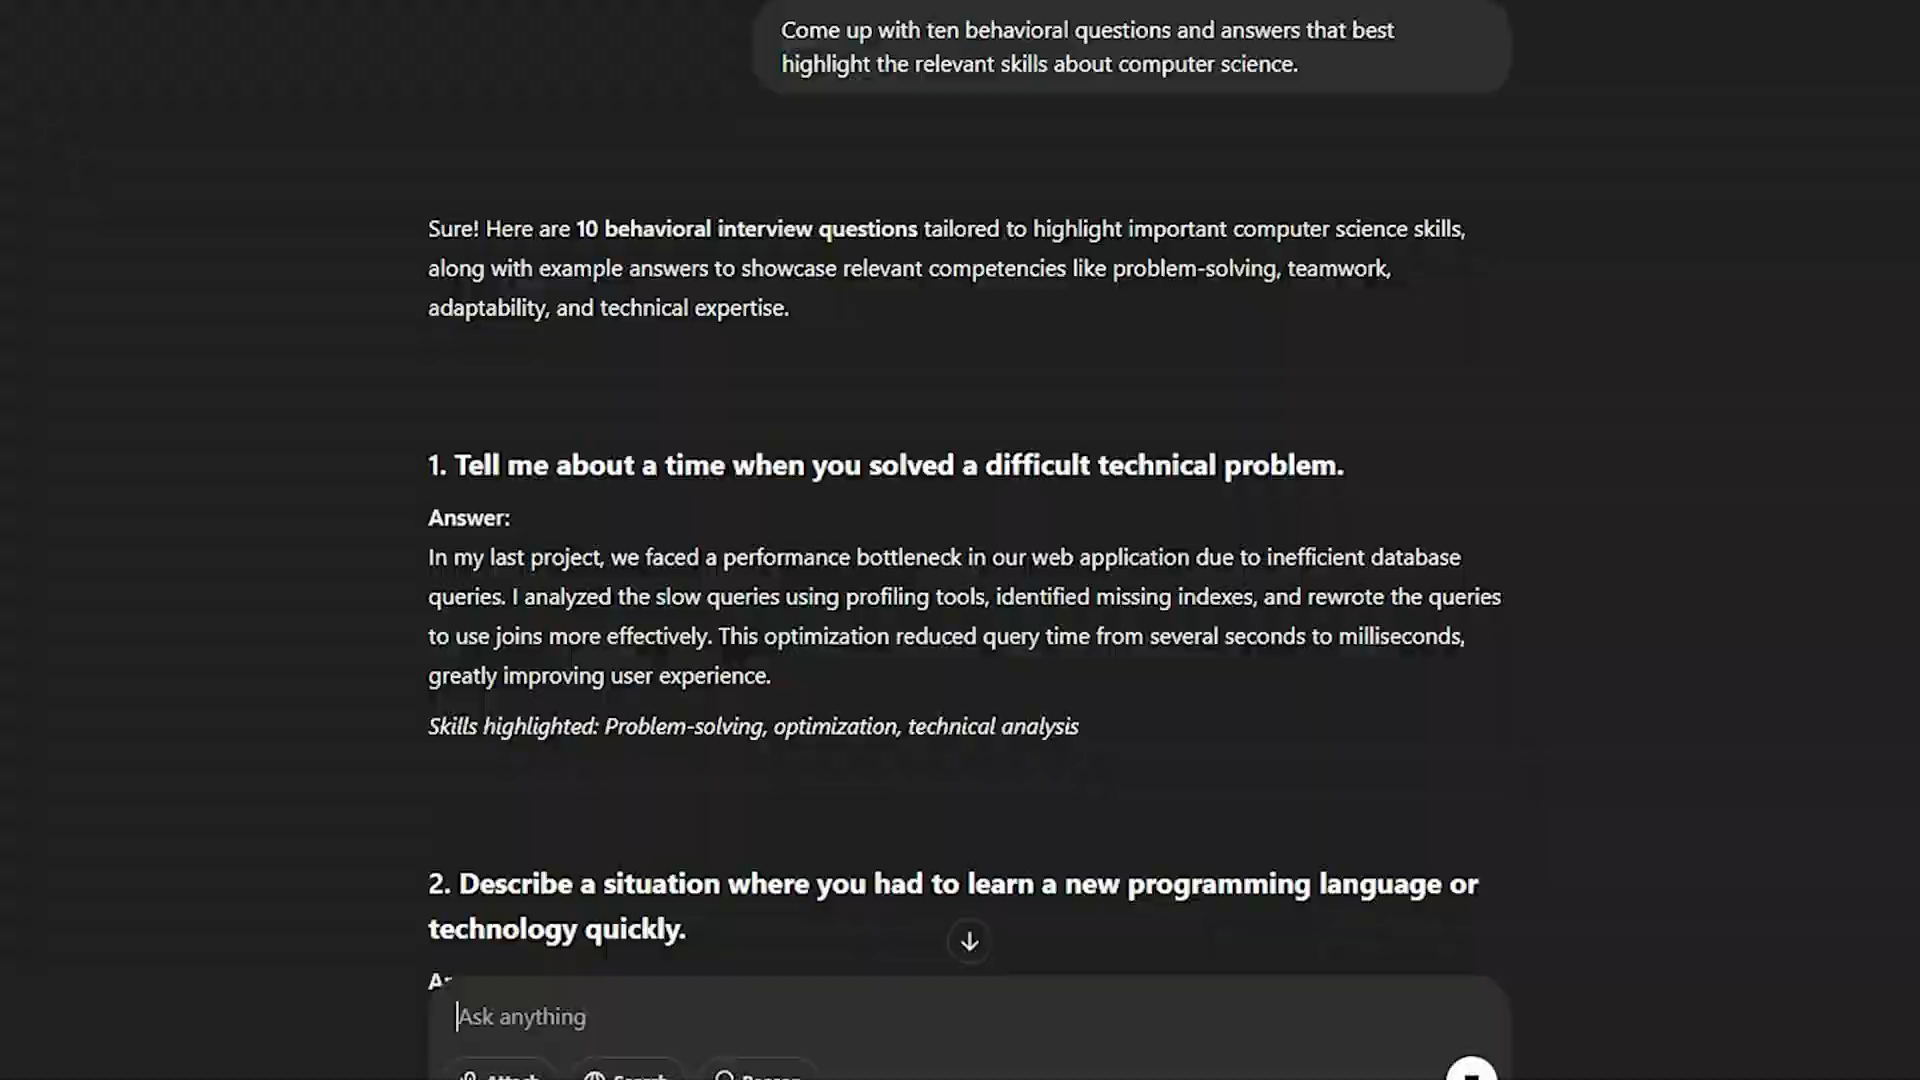 Come up with ten behavioral questions and answers that best
highlight the relevant skills about computer science.
Sure! Here are 10 behavioral interview questions tailored to highlight important computer science skills,
along with example answers to showcase relevant competencies like problem-solving, teamwork,
adaptability, and technical expertise.
1. Tell me about a time when you solved a difficult technical problem.
Answer:
In my last project, we faced a performance bottleneck in our web application due to inefficient database
queries. I analyzed the slow queries using profiling tools, identified missing indexes, and rewrote the queries
to use joins more effectively. This optimization reduced query time from several seconds to milliseconds,
greatly improving user experience.
Skills highlighted: Problem-solving, optimization, technical analysis
2. Describe a situation where you had to learn a new programming language or
technology quickly.
Ask anything
Attach Search Reason